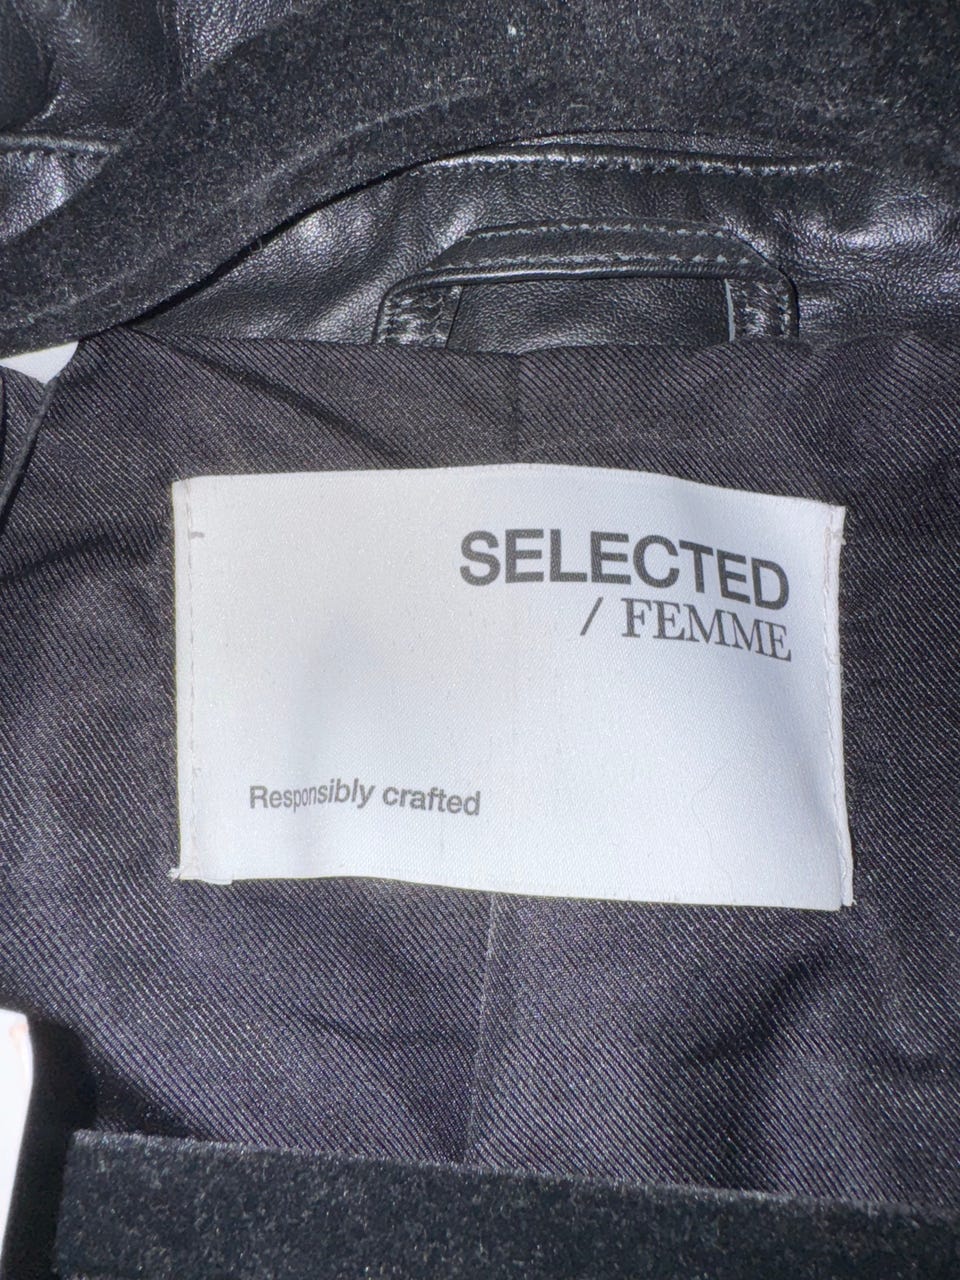 SELECTED
/ FEMME
Responsibly crafted